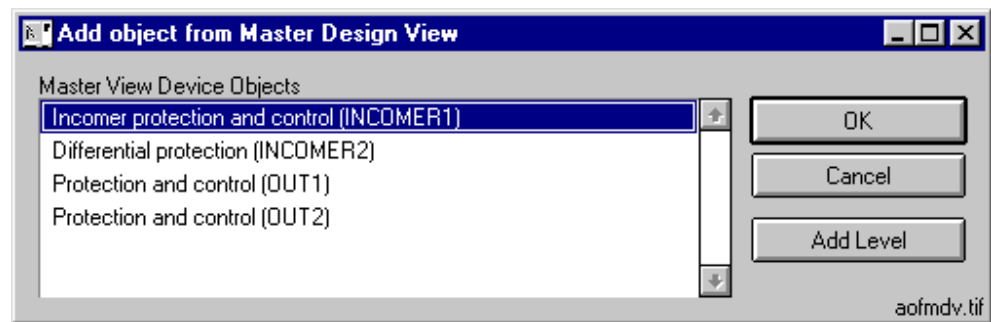 Add object from Master Design View
Master View Device Objects
Incomer protection and control (INCOMER1)
Differential protection (INCOMER2)
Protection and control (OUT1)
Protection and control (OUT2)
OK
Cancel
Add Level
aofmdv.tif